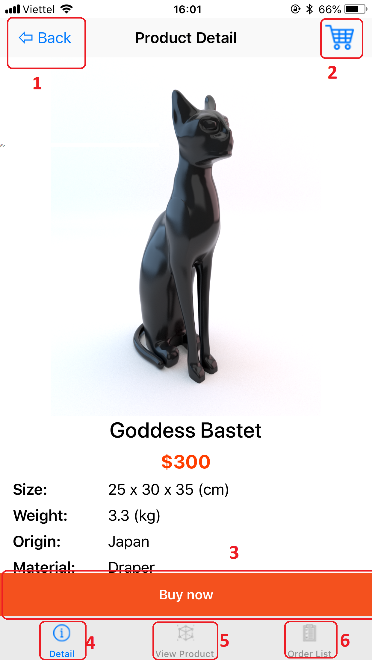 Viettel 16:01 66%
Back Product Detail
1 2
Goddess Bastet
$300
Size: 25 x 30 x 35 (cm)
Weight: 3.3 (kg)
Origin: Japan
3
Material: Draper
Buy now
4 5 6
Detail View Product Order List